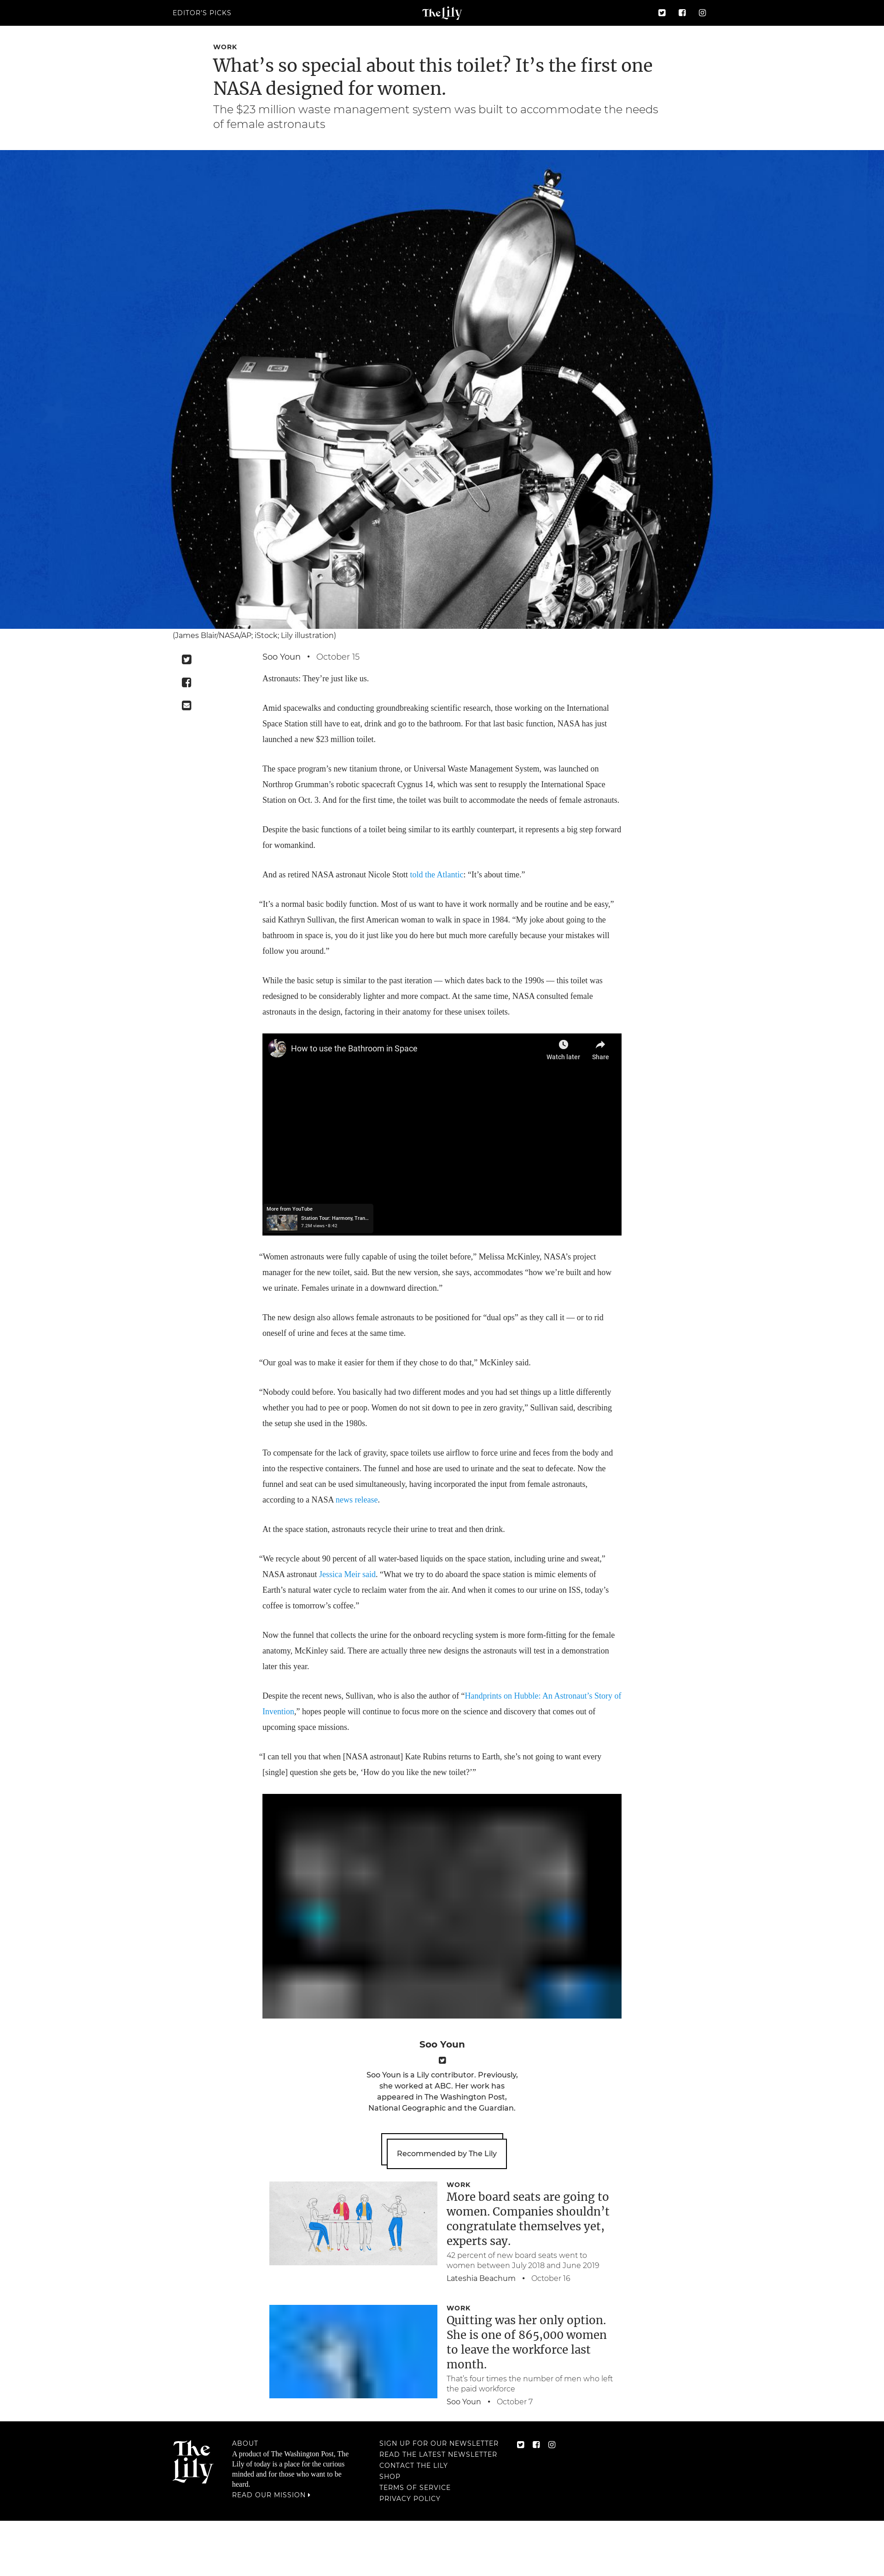 EDITOR'S PICKS
The Lily
WORK
What's so special about this toilet? It's the first one
NASA designed for women.
The $23 million waste management system was built to accommodate the needs
of female astronauts
(James Blair/NASA/AP; iStock; Lily illustration)
Soo Youn • October 15
Astronauts: They're just like us.
Amid spacewalks and conducting groundbreaking scientific research, those working on the International
Space Station still have to eat, drink and go to the bathroom. For that last basic function, NASA has just
launched a new $23 million toilet.
The space program's new titanium throne, or Universal Waste Management System, was launched on
Northrop Grumman's robotic spacecraft Cygnus 14, which was sent to resupply the International Space
Station on Oct. 3. And for the first time, the toilet was built to accommodate the needs of female astronauts.
Despite the basic functions of a toilet being similar to its earthly counterpart, it represents a big step forward
for womankind.
And as retired NASA astronaut Nicole Stott told the Atlantic: “It's about time.”
“It's a normal basic bodily function. Most of us want to have it work normally and be routine and be easy,”
said Kathryn Sullivan, the first American woman to walk in space in 1984. “My joke about going to the
bathroom in space is, you do it just like you do here but much more carefully because your mistakes will
follow you around.”
While the basic setup is similar to the past iteration — which dates back to the 1990s — this toilet was
redesigned to be considerably lighter and more compact. At the same time, NASA consulted female
astronauts in the design, factoring in their anatomy for these unisex toilets.
How to use the Bathroom in Space
Watch later
Share
More from YouTube
Station Tour: Harmony, Tran...
7.2M views • 8:42
“Women astronauts were fully capable of using the toilet before,” Melissa McKinley, NASA's project
manager for the new toilet, said. But the new version, she says, accommodates “how we're built and how
we urinate. Females urinate in a downward direction.”
The new design also allows female astronauts to be positioned for “dual ops” as they call it — or to rid
oneself of urine and feces at the same time.
“Our goal was to make it easier for them if they chose to do that,” McKinley said.
“Nobody could before. You basically had two different modes and you had set things up a little differently
whether you had to pee or poop. Women do not sit down to pee in zero gravity,” Sullivan said, describing
the setup she used in the 1980s.
To compensate for the lack of gravity, space toilets use airflow to force urine and feces from the body and
into the respective containers. The funnel and hose are used to urinate and the seat to defecate. Now the
funnel and seat can be used simultaneously, having incorporated the input from female astronauts,
according to a NASA news release.
At the space station, astronauts recycle their urine to treat and then drink.
“We recycle about 90 percent of all water-based liquids on the space station, including urine and sweat,”
NASA astronaut Jessica Meir said. “What we try to do aboard the space station is mimic elements of
Earth's natural water cycle to reclaim water from the air. And when it comes to our urine on ISS, today's
coffee is tomorrow's coffee.”
Now the funnel that collects the urine for the onboard recycling system is more form-fitting for the female
anatomy, McKinley said. There are actually three new designs the astronauts will test in a demonstration
later this year.
Despite the recent news, Sullivan, who is also the author of “Handprints on Hubble: An Astronaut's Story of
Invention,” hopes people will continue to focus more on the science and discovery that comes out of
upcoming space missions.
“I can tell you that when [NASA astronaut] Kate Rubins returns to Earth, she's not going to want every
[single] question she gets be, ‘How do you like the new toilet?’”
Soo Youn
Soo Youn is a Lily contributor. Previously,
she worked at ABC. Her work has
appeared in The Washington Post,
National Geographic and the Guardian.
Recommended by The Lily
WORK
More board seats are going to
women. Companies shouldn't
congratulate themselves yet,
experts say.
42 percent of new board seats went to
women between July 2018 and June 2019
Lateshia Beachum • October 16
WORK
Quitting was her only option.
She is one of 865,000 women
to leave the workforce last
month.
That's four times the number of men who left
the paid workforce
Soo Youn • October 7
The
Lily
ABOUT
A product of The Washington Post, The
Lily of today is a place for the curious
minded and for those who want to be
heard.
READ OUR MISSION
SIGN UP FOR OUR NEWSLETTER
READ THE LATEST NEWSLETTER
CONTACT THE LILY
SHOP
TERMS OF SERVICE
PRIVACY POLICY